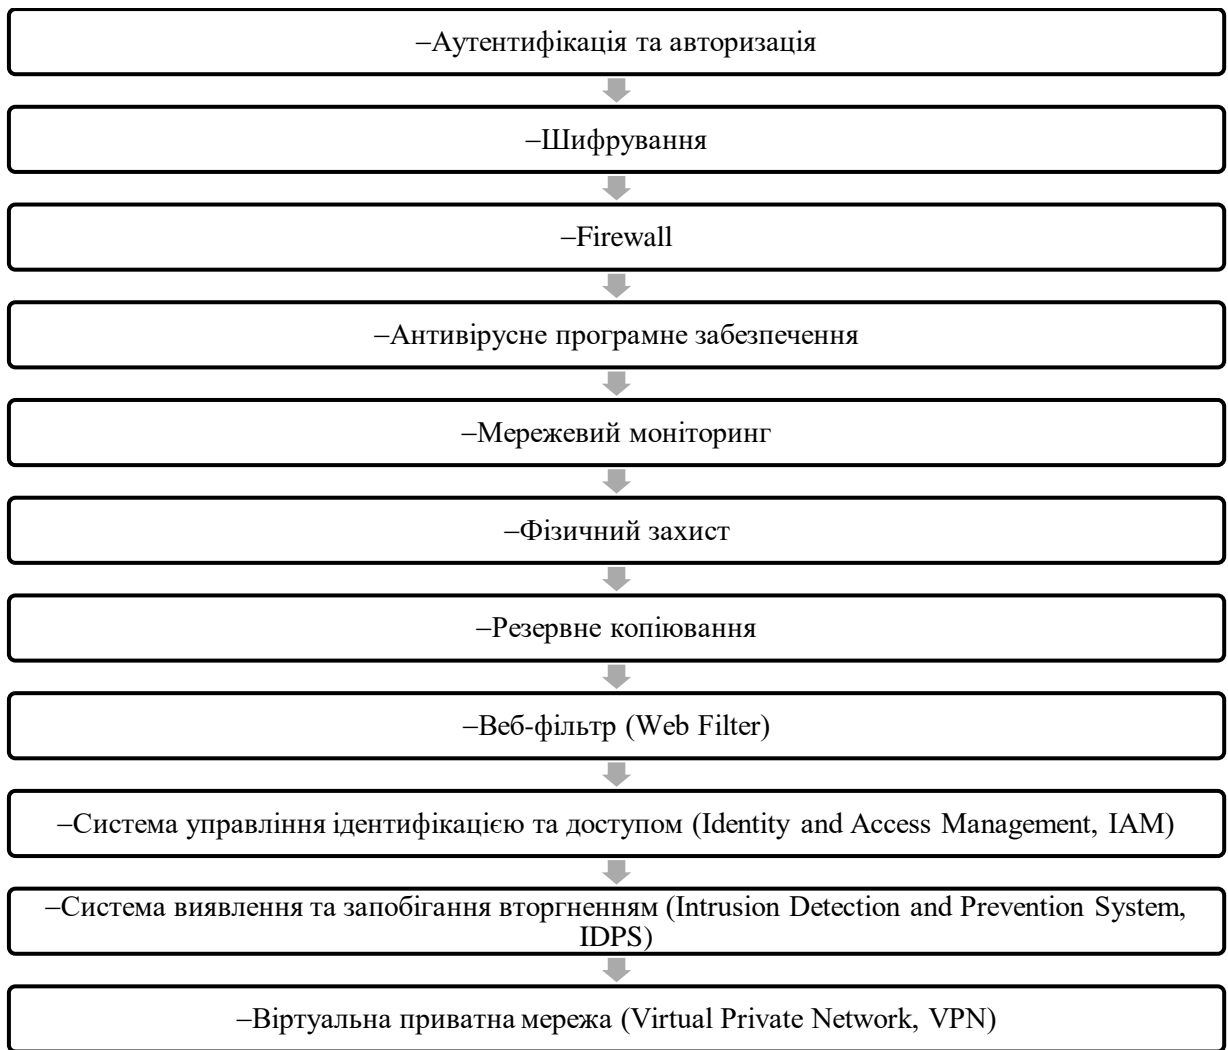 –Аутентифікація та авторизація
–Шифрування
–Firewall
–Антивірусне програмне забезпечення
–Мережевий моніторинг
–Фізичний захист
–Резервне копіювання
–Веб-фільтр (Web Filter)
–Система управління ідентифікацією та доступом (Identity and Access Management, IAM)
–Система виявлення та запобігання вторгненням (Intrusion Detection and Prevention System,
IDPS)
–Віртуальна приватна мережа (Virtual Private Network, VPN)